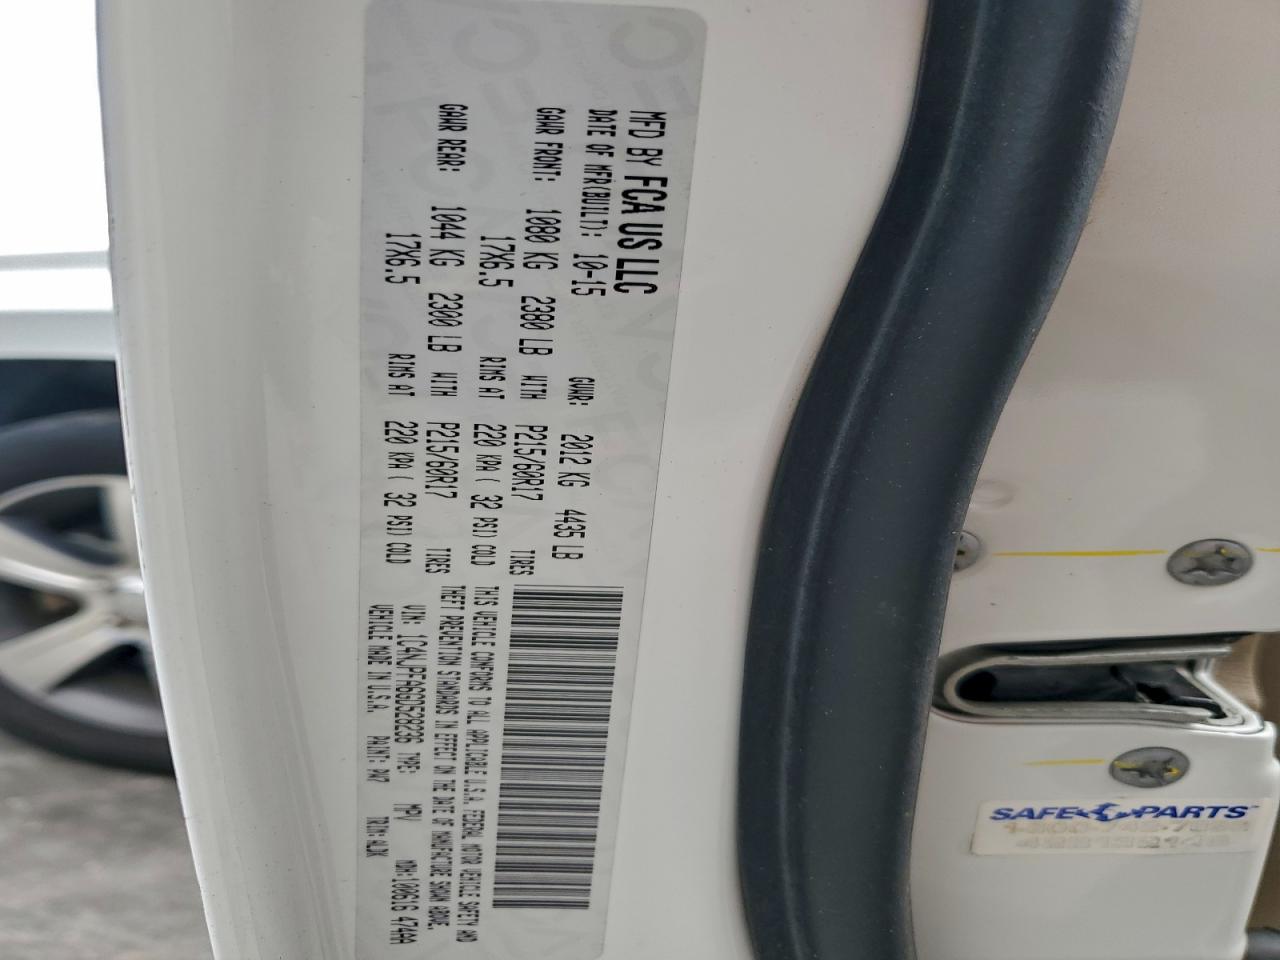 MFD BY FCA US LLC
DATE OF MFR(BUILT): 10-15 GVWR: 2012 KG 4435 LB
GAWR FRONT: 1080 KG 2380 LB WITH P215/60R17 TIRES
17X6.5 RIMS AT 220 KPA ( 32 PSI) COLD
GAWR REAR: 1044 KG 2300 LB WITH P215/60R17 TIRES
17X6.5 RIMS AT 220 KPA ( 32 PSI) COLD
THIS VEHICLE CONFORMS TO ALL APPLICABLE U.S.A. FEDERAL MOTOR VEHICLE SAFETY AND
THEFT PREVENTION STANDARDS IN EFFECT ON THE DATE OF MANUFACTURE SHOWN ABOVE.
VIN: 1C4NJPFA6GD528236 TYPE: MPV MDH:100616 474AA
VEHICLE MADE IN U.S.A. PAINT: PW7 TRIM:
SAFE PARTS